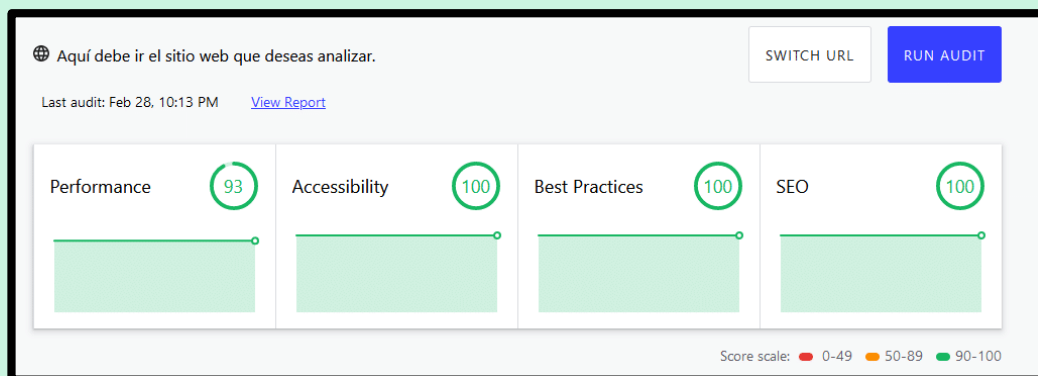 Aquí debe ir el sitio web que deseas analizar.
SWITCH URL
RUN AUDIT
Last audit: Feb 28, 10:13 PM View Report
Performance 93
Accessibility 100
Best Practices 100
SEO 100
Score scale: 0-49 50-89 90-100